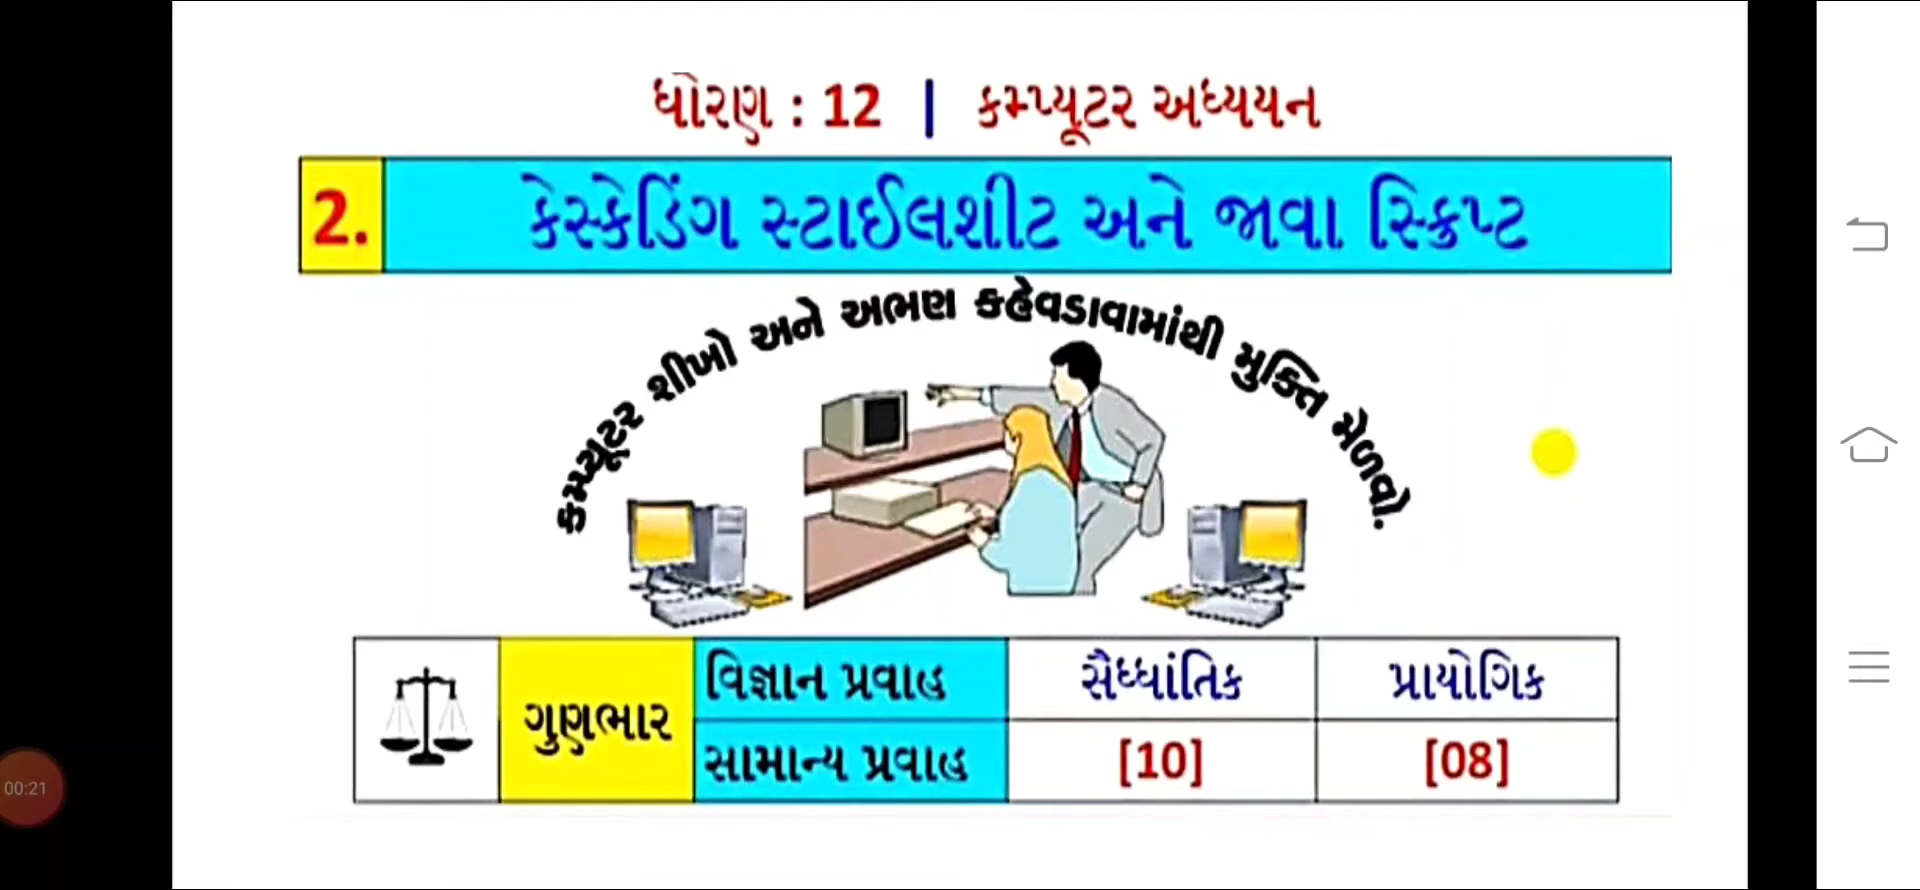 ધોરણ : 12 | કમ્પ્યૂટર અધ્યયન
2. કેસ્કેડિંગ સ્ટાઈલશીટ અને જાવા સ્ક્રિપ્ટ
કમ્પ્યૂટર શીખો અને અભણ કહેવડાવામાંથી મુક્તિ મેળવો.
ગુણભાર
વિજ્ઞાન પ્રવાહ સૈધ્ધાંતિક પ્રાયોગિક
સામાન્ય પ્રવાહ [10] [08]
00:21